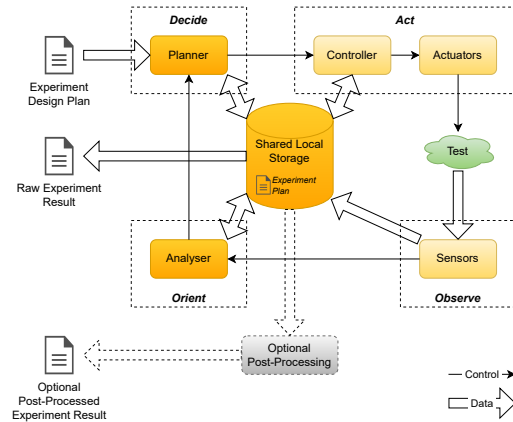 Decide
Act
Planner
Controller
Actuators
Experiment
Design Plan
Shared Local
Storage
Experiment
Plan
Test
Raw Experiment
Result
Analyser
Sensors
Orient
Observe
Optional
Post-Processing
Optional
Post-Processed
Experiment Result
Control
Data